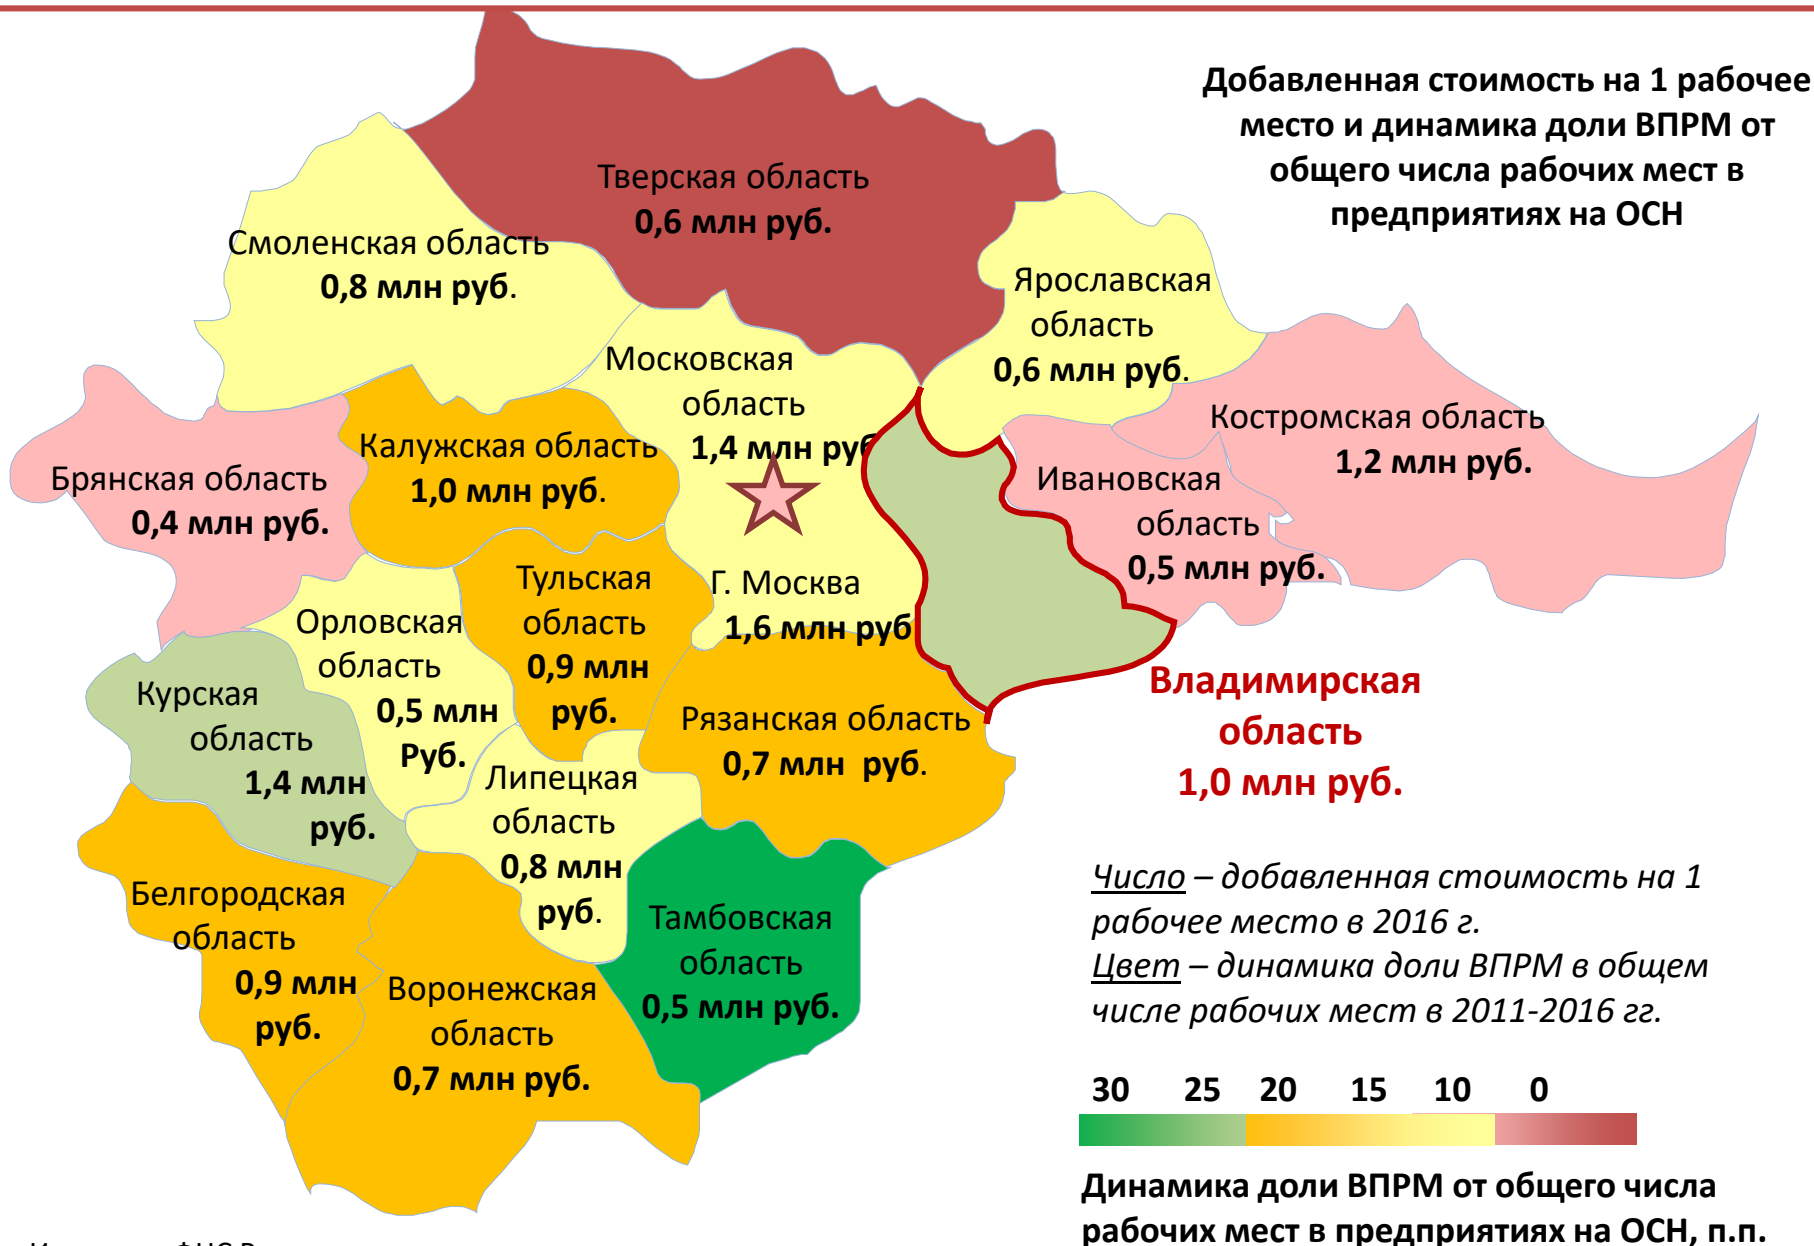 Добавленная стоимость на 1 рабочее
место и динамика доли ВПРМ от
общего числа рабочих мест в
предприятиях на ОСН
Тверская область
0,6 млн руб.
Смоленская область
0,8 млн руб.
Ярославская
область
0,6 млн руб.
Московская
область
1,4 млн руб
Костромская область
1,2 млн руб.
Калужская область
1,0 млн руб.
Брянская область
0,4 млн руб.
Ивановская
область
0,5 млн руб.
Г. Москва
1,6 млн руб
Тульская
область
0,9 млн
руб.
Орловская
область
0,5 млн
Руб.
Владимирская
область
1,0 млн руб.
Курская
область
1,4 млн
руб.
Рязанская область
0,7 млн руб.
Липецкая
область
0,8 млн
руб.
Белгородская
область
0,9 млн
руб.
Тамбовская
область
0,5 млн руб.
Воронежская
область
0,7 млн руб.
Число – добавленная стоимость на 1
рабочее место в 2016 г.
Цвет – динамика доли ВПРМ в общем
числе рабочих мест в 2011-2016 гг.
30 25 20 15 10 0
Динамика доли ВПРМ от общего числа
рабочих мест в предприятиях на ОСН, п.п.